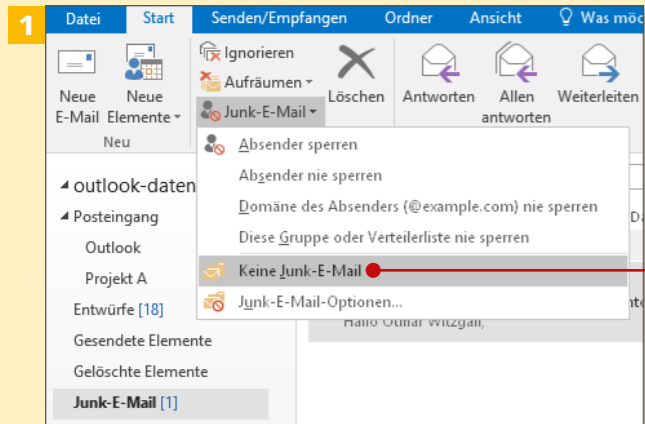 1
Datei Start Senden/Empfangen Ordner Ansicht Was möc
Ignorieren
Aufräumen
Junk-E-Mail
Neue E-Mail
Neue Elemente
Löschen
Antworten
Allen antworten
Weiterleiten
Neu
Absender sperren
Absender nie sperren
Domäne des Absenders (@example.com) nie sperren
Diese Gruppe oder Verteilerliste nie sperren
Keine Junk-E-Mail
Junk-E-Mail-Optionen...
outlook-daten
Posteingang
Outlook
Projekt A
Entwürfe [18]
Hallo Otmar Witzgall,
Gesendete Elemente
Gelöschte Elemente
Junk-E-Mail [1]